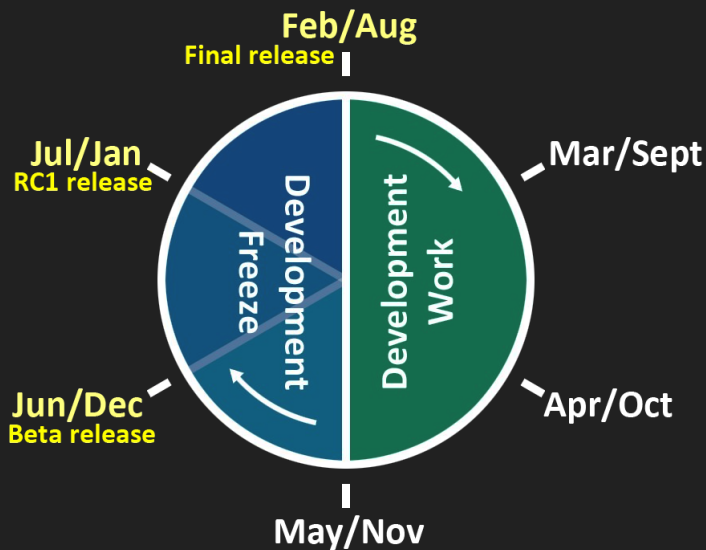 Feb/Aug
Final release
Jul/Jan
RC1 release
Mar/Sept
Development
Freeze
Development
Work
Jun/Dec
Beta release
Apr/Oct
May/Nov